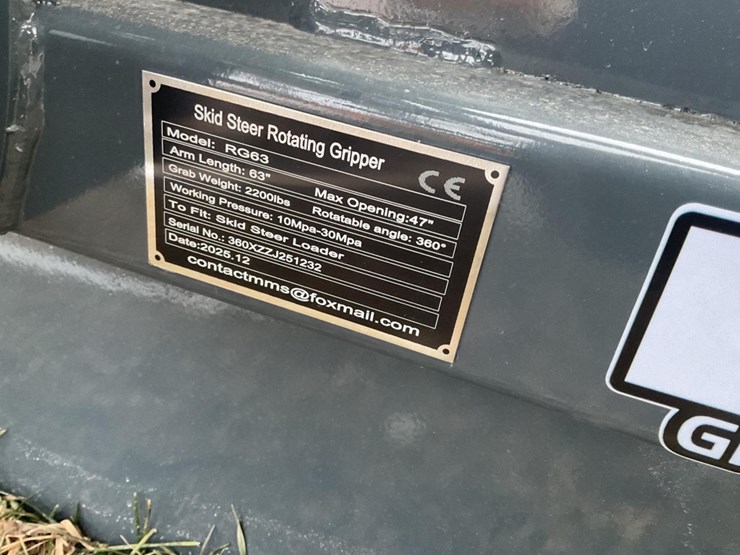 Skid Steer Rotating Gripper
CE
Model: RG63
Arm Length: 63" Max Opening:47"
Grab Weight: 2200lbs Rotatable angle: 360°
Working Pressure: 10Mpa-30Mpa
To Fit: Skid Steer Loader
Serial No.: 360XZZJ251232
Date:2025.12
contactmms@foxmail.com
G